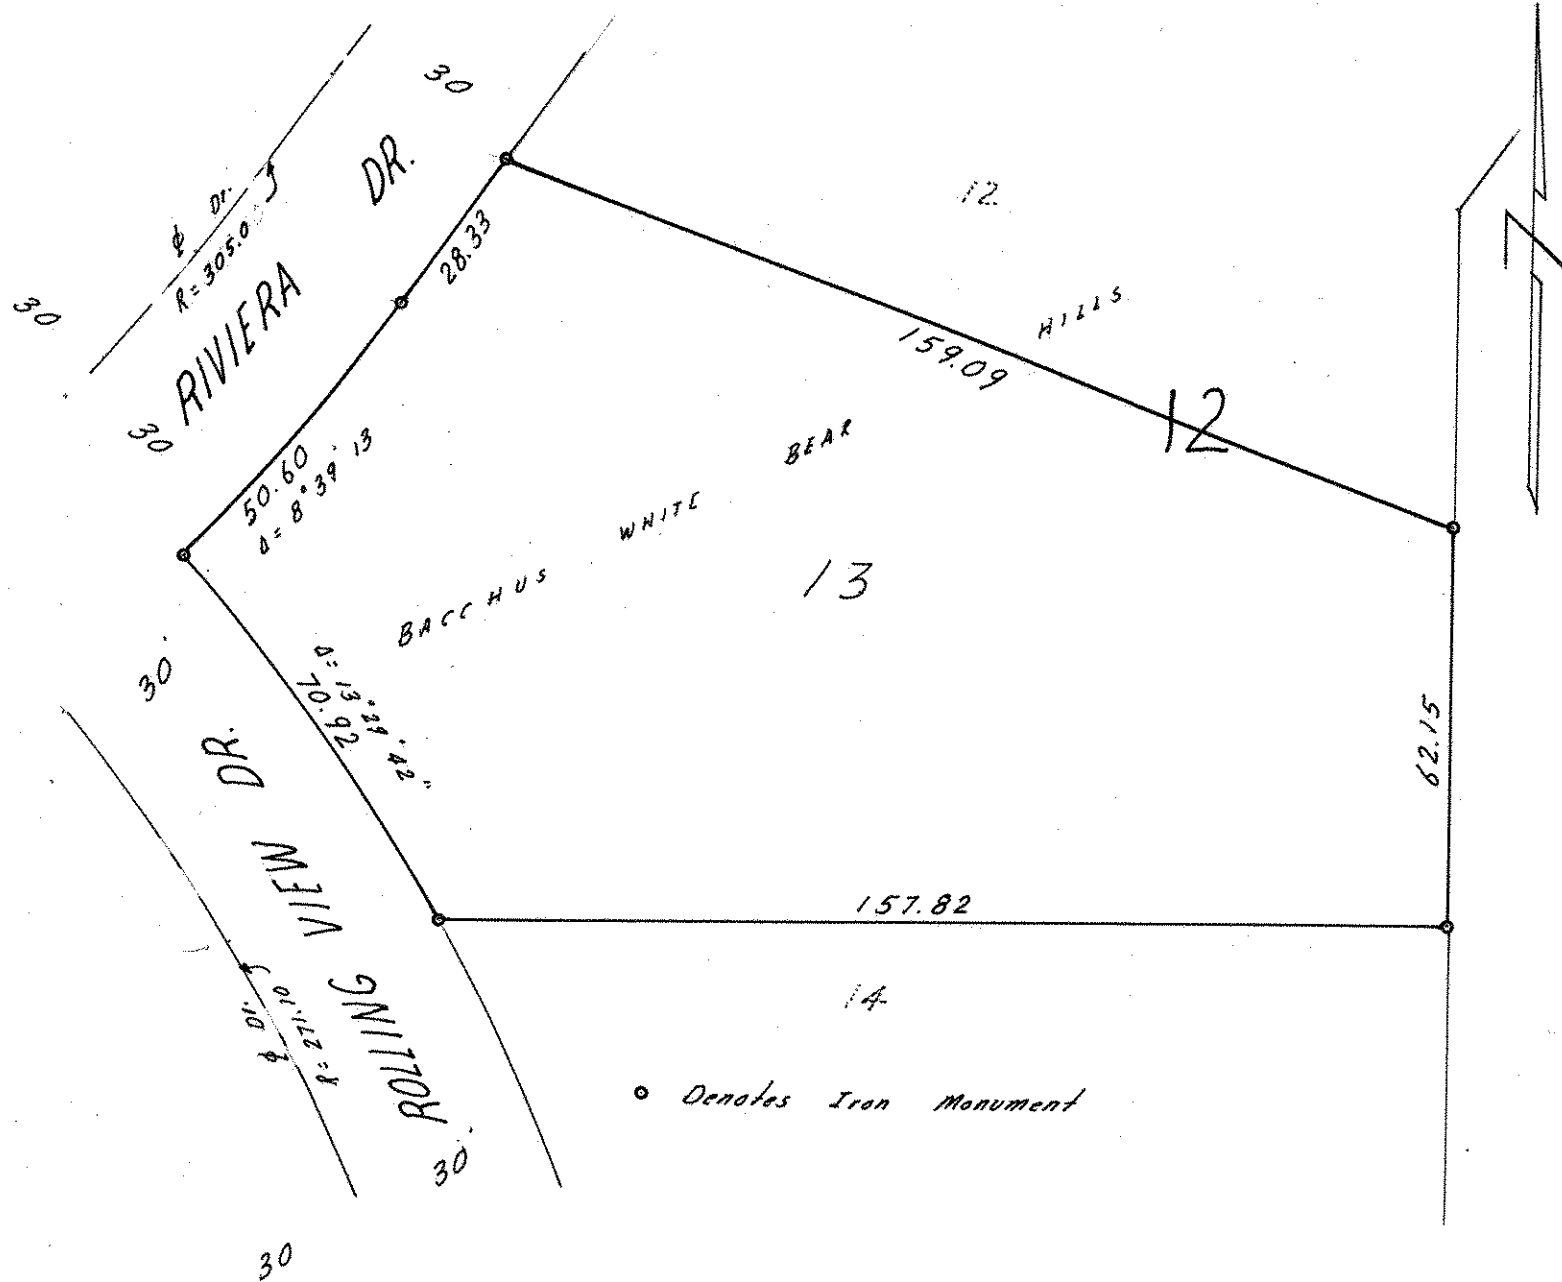 30
DR.
℄ Dr.
R = 305.0
RIVIERA
30
30
28.33
12
HILLS
159.09
12
BEAR
WHITE
BACCHUS
50.60
Δ = 8° 39' 13
13
Δ = 13° 29' 42"
70.92
62.15
30'
ROLLING VIEW DR.
157.82
14
℄ Dr.
R = 271.10
Denotes Iron Monument
30'
30